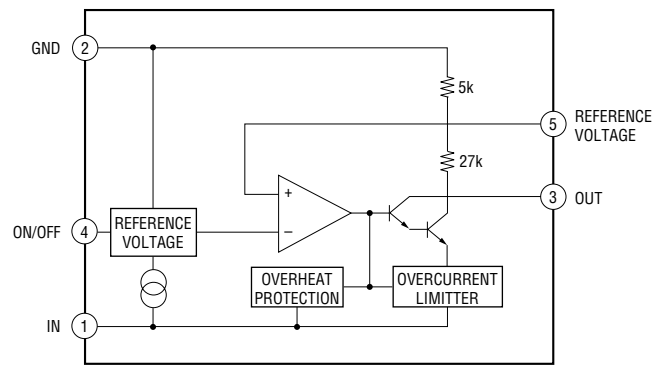 GND 2
5k
5 REFERENCE
VOLTAGE
27k
+
3 OUT
ON/OFF 4
REFERENCE
VOLTAGE
−
OVERHEAT
PROTECTION
OVERCURRENT
LIMITTER
IN 1